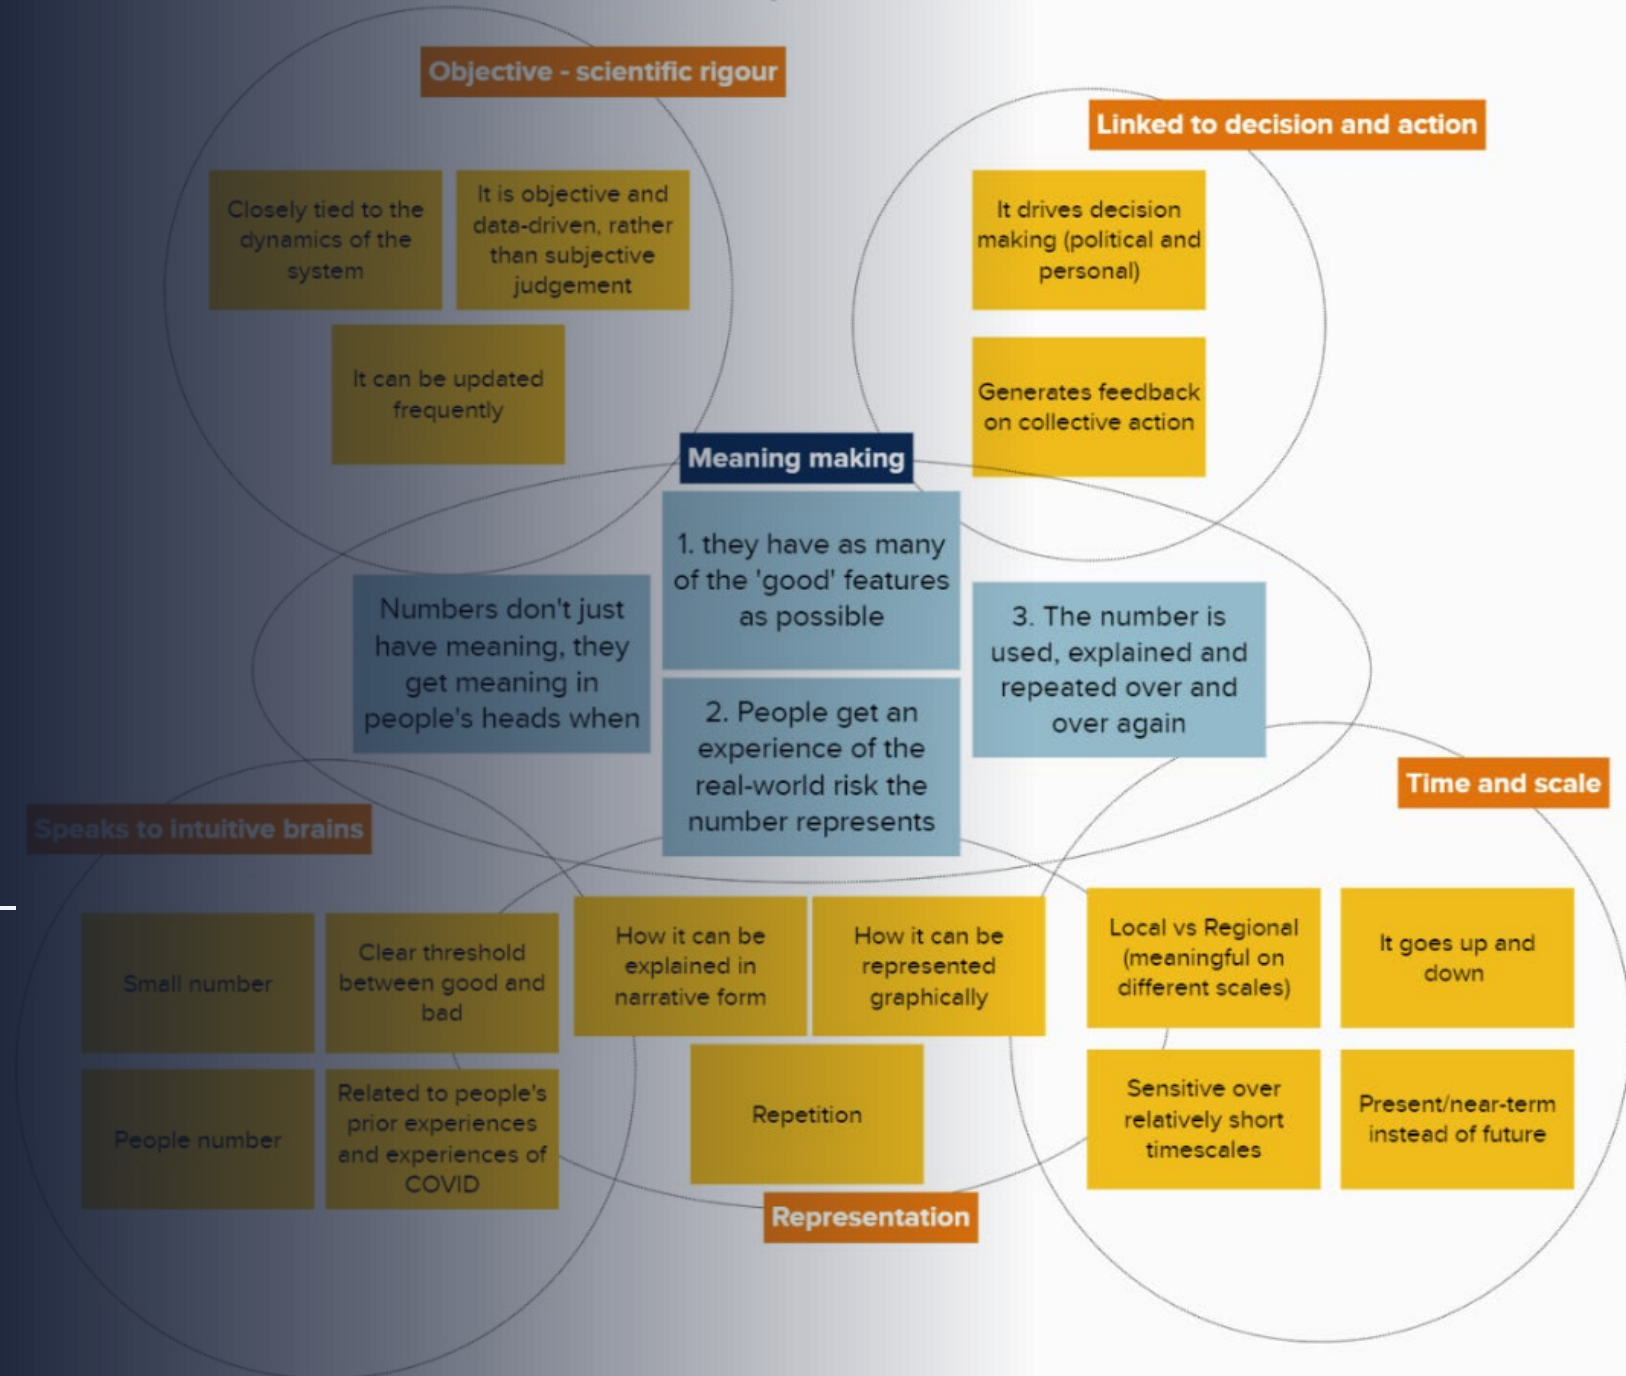 Objective - scientific rigour
Closely tied to the
dynamics of the
system
It is objective and
data-driven, rather
than subjective
judgement
It can be updated
frequently
Linked to decision and action
It drives decision
making (political and
personal)
Generates feedback
on collective action
Meaning making
Numbers don't just
have meaning, they
get meaning in
people's heads when
1. they have as many
of the 'good' features
as possible
2. People get an
experience of the
real-world risk the
number represents
3. The number is
used, explained and
repeated over and
over again
Speaks to intuitive brains
Small number
Clear threshold
between good and
bad
People number
Related to people's
prior experiences
and experiences of
COVID
How it can be
explained in
narrative form
How it can be
represented
graphically
Repetition
Representation
Time and scale
Local vs Regional
(meaningful on
different scales)
It goes up and
down
Sensitive over
relatively short
timescales
Present/near-term
instead of future